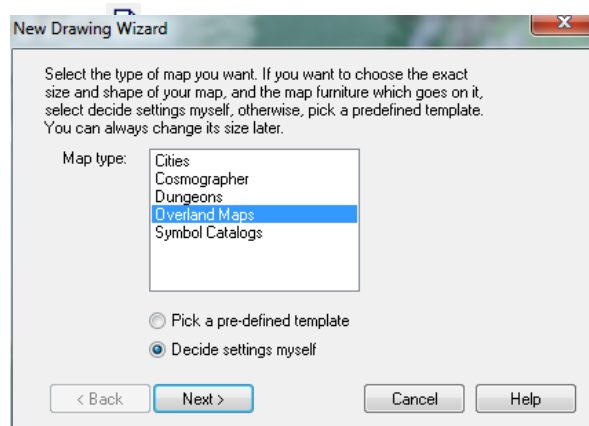 New Drawing Wizard
Select the type of map you want. If you want to choose the exact
size and shape of your map, and the map furniture which goes on it,
select decide settings myself, otherwise, pick a predefined template.
You can always change its size later.
Map type:
Cities
Cosmographer
Dungeons
Overland Maps
Symbol Catalogs
Pick a pre-defined template
Decide settings myself
< Back
Next >
Cancel
Help